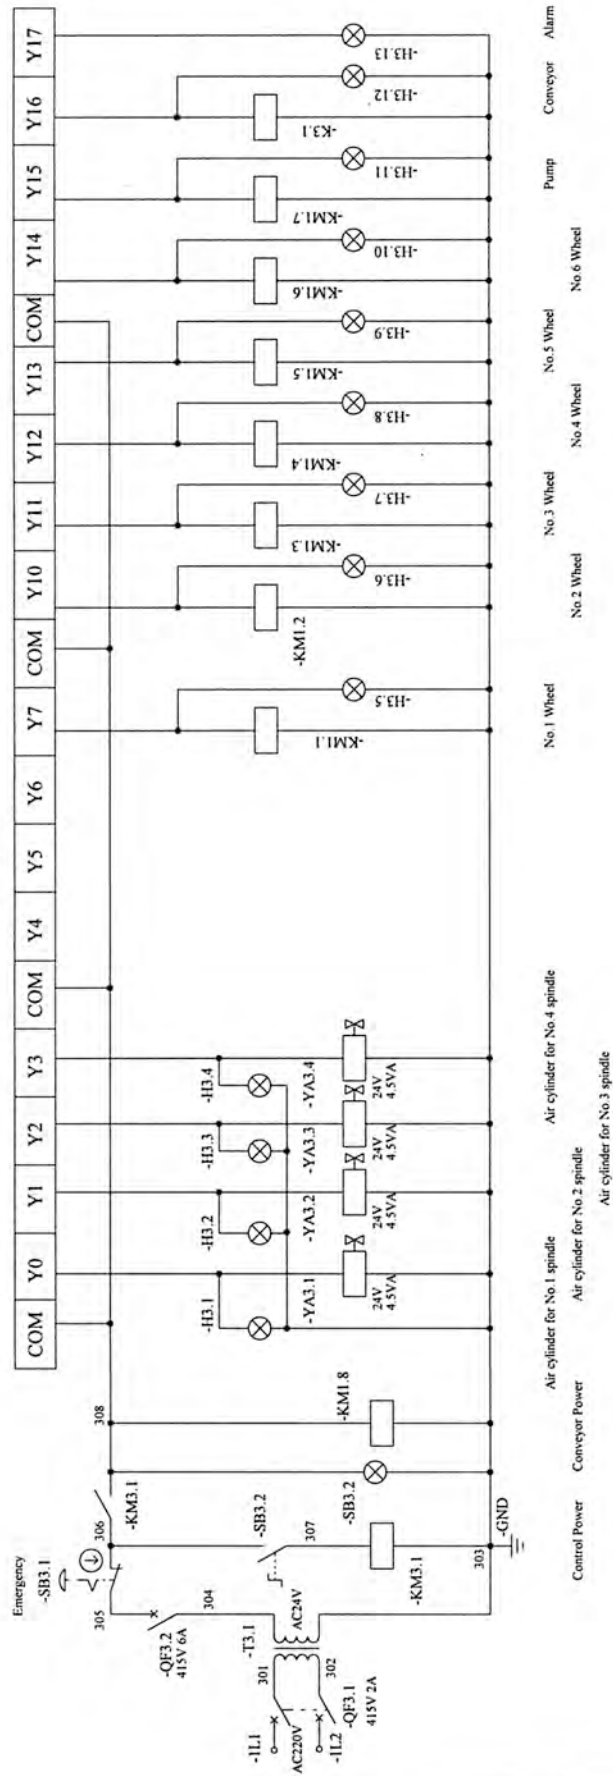 COM
Y0
Y1
Y2
Y3
COM
Y4
Y5
Y6
Y7
COM
Y10
Y11
Y12
Y13
COM
Y14
Y15
Y16
Y17
Emergency
-SB3.1
305
306
-KM3.1
308
-QF3.2
415V 6A
304
-SB3.2
307
-SB3.2
-KM1.8
-T3.1
301
AC24V
302
-1L1
AC220V
-1L2
-QF3.1
415V 2A
-KM3.1
303
-GND
-H3.1
-H3.2
-H3.3
-H3.4
-YA3.1
-YA3.2
-YA3.3
-YA3.4
24V
4.5VA
24V
4.5VA
24V
4.5VA
24V
4.5VA
-KM1.1
-H3.5
-KM1.2
-H3.6
-KM1.3
-H3.7
-KM1.4
-H3.8
-KM1.5
-H3.9
-KM1.6
-H3.10
-KM1.7
-H3.11
-K3.1
-H3.12
-H3.13
Control Power
Conveyor Power
Air cylinder for No.1 spindle
Air cylinder for No.2 spindle
Air cylinder for No.3 spindle
Air cylinder for No.4 spindle
No.1 Wheel
No.2 Wheel
No.3 Wheel
No.4 Wheel
No.5 Wheel
No.6 Wheel
Pump
Conveyor
Alarm